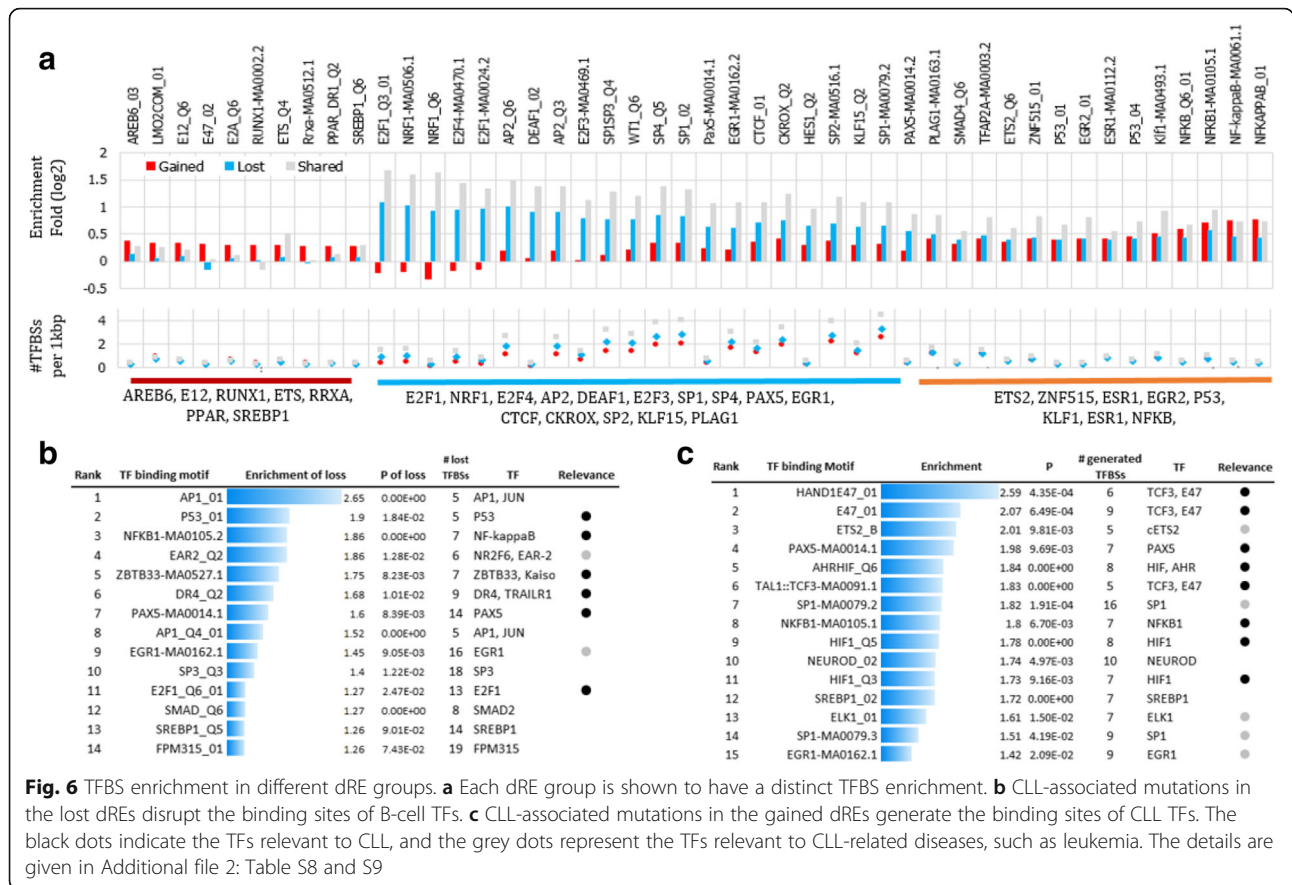 a
AREB6_03
LMO2COM_01
E12_Q6
E47_02
E2A_Q6
RUNX1-MA0002.2
ETS_Q4
Rrxa-MA0512.1
PPAR_DR1_Q2
SREBP1_Q6
E2F1_Q3_01
NRF1-MA0506.1
NRF1_Q6
E2F4-MA0470.1
E2F1-MA0024.2
AP2_Q6
DEAF1_02
AP2_Q3
E2F3-MA0469.1
SP1SP3_Q4
WT1_Q6
SP4_Q5
SP1_02
Pax5-MA0014.1
EGR1-MA0162.2
CTCF_01
CKROX_Q2
HES1_Q2
SP2-MA0516.1
KLF15_Q2
SP1-MA0079.2
PAX5-MA0014.2
PLAG1-MA0163.1
SMAD4_Q6
TFAP2A-MA0003.2
ETS2_Q6
ZNF515_01
P53_01
EGR2_01
ESR1-MA0112.2
P53_04
Klf1-MA0493.1
NFKB_Q6_01
NFKB1-MA0105.1
NF-kappaB-MA0061.1
NFKAPPAB_01
Enrichment
Fold (log2)
2
1.5
1
0.5
0
-0.5
Gained Lost Shared
#TFBSs
per 1kbp
4
2
0
AREB6, E12, RUNX1, ETS, RRXA,
PPAR, SREBP1
E2F1, NRF1, E2F4, AP2, DEAF1, E2F3, SP1, SP4, PAX5, EGR1,
CTCF, CKROX, SP2, KLF15, PLAG1
ETS2, ZNF515, ESR1, EGR2, P53,
KLF1, ESR1, NFKB,
b
Rank TF binding motif Enrichment of loss P of loss # lost TFBSs TF Relevance
1 AP1_01 2.65 0.00E+00 5 AP1, JUN
2 P53_01 1.9 1.84E-02 5 P53
3 NFKB1-MA0105.2 1.86 0.00E+00 7 NF-kappaB
4 EAR2_Q2 1.86 1.28E-02 6 NR2F6, EAR-2
5 ZBTB33-MA0527.1 1.75 8.23E-03 7 ZBTB33, Kaiso
6 DR4_Q2 1.68 1.01E-02 9 DR4, TRAILR1
7 PAX5-MA0014.1 1.6 8.39E-03 14 PAX5
8 AP1_Q4_01 1.52 0.00E+00 5 AP1, JUN
9 EGR1-MA0162.1 1.45 9.05E-03 16 EGR1
10 SP3_Q3 1.4 1.22E-02 18 SP3
11 E2F1_Q6_01 1.27 2.47E-02 13 E2F1
12 SMAD_Q6 1.27 0.00E+00 8 SMAD2
13 SREBP1_Q5 1.26 9.01E-02 14 SREBP1
14 FPM315_01 1.26 7.43E-02 19 FPM315
c
Rank TF binding Motif Enrichment P # generated TFBSs TF Relevance
1 HAND1E47_01 2.59 4.35E-04 6 TCF3, E47
2 E47_01 2.07 6.49E-04 9 TCF3, E47
3 ETS2_B 2.01 9.81E-03 5 cETS2
4 PAX5-MA0014.1 1.98 9.69E-03 7 PAX5
5 AHRHIF_Q6 1.84 0.00E+00 8 HIF, AHR
6 TAL1::TCF3-MA0091.1 1.83 0.00E+00 5 TCF3, E47
7 SP1-MA0079.2 1.82 1.91E-04 16 SP1
8 NKFB1-MA0105.1 1.8 6.70E-03 7 NFKB1
9 HIF1_Q5 1.78 0.00E+00 8 HIF1
10 NEUROD_02 1.74 4.97E-03 10 NEUROD
11 HIF1_Q3 1.73 9.16E-03 7 HIF1
12 SREBP1_02 1.72 0.00E+00 7 SREBP1
13 ELK1_01 1.61 1.50E-02 7 ELK1
14 SP1-MA0079.3 1.51 4.19E-02 9 SP1
15 EGR1-MA0162.1 1.42 2.09E-02 9 EGR1
Fig. 6 TFBS enrichment in different dRE groups. a Each dRE group is shown to have a distinct TFBS enrichment. b CLL-associated mutations in
the lost dREs disrupt the binding sites of B-cell TFs. c CLL-associated mutations in the gained dREs generate the binding sites of CLL TFs. The
black dots indicate the TFs relevant to CLL, and the grey dots represent the TFs relevant to CLL-related diseases, such as leukemia. The details are
given in Additional file 2: Table S8 and S9